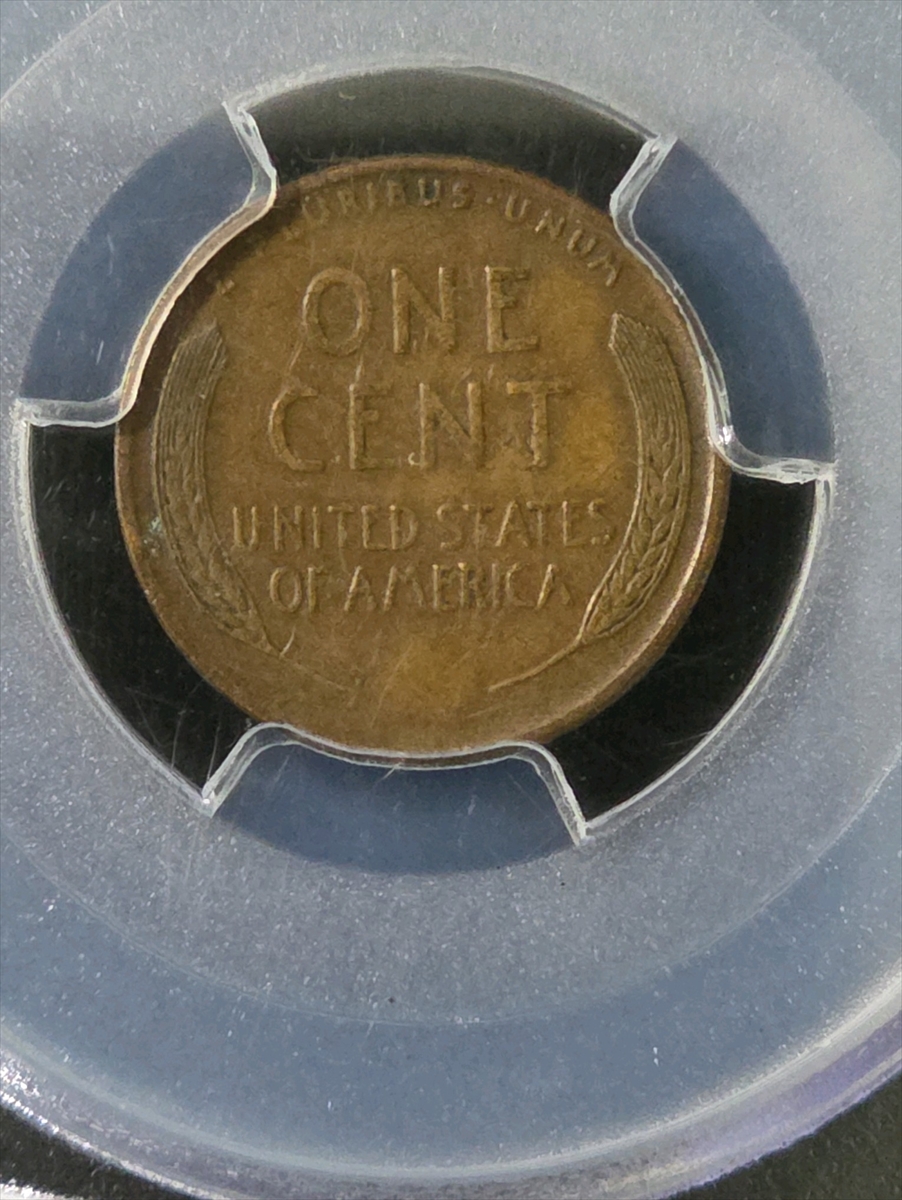 PLURIBUS · UNUM
ONE
CENT
UNITED STATES
OF AMERICA